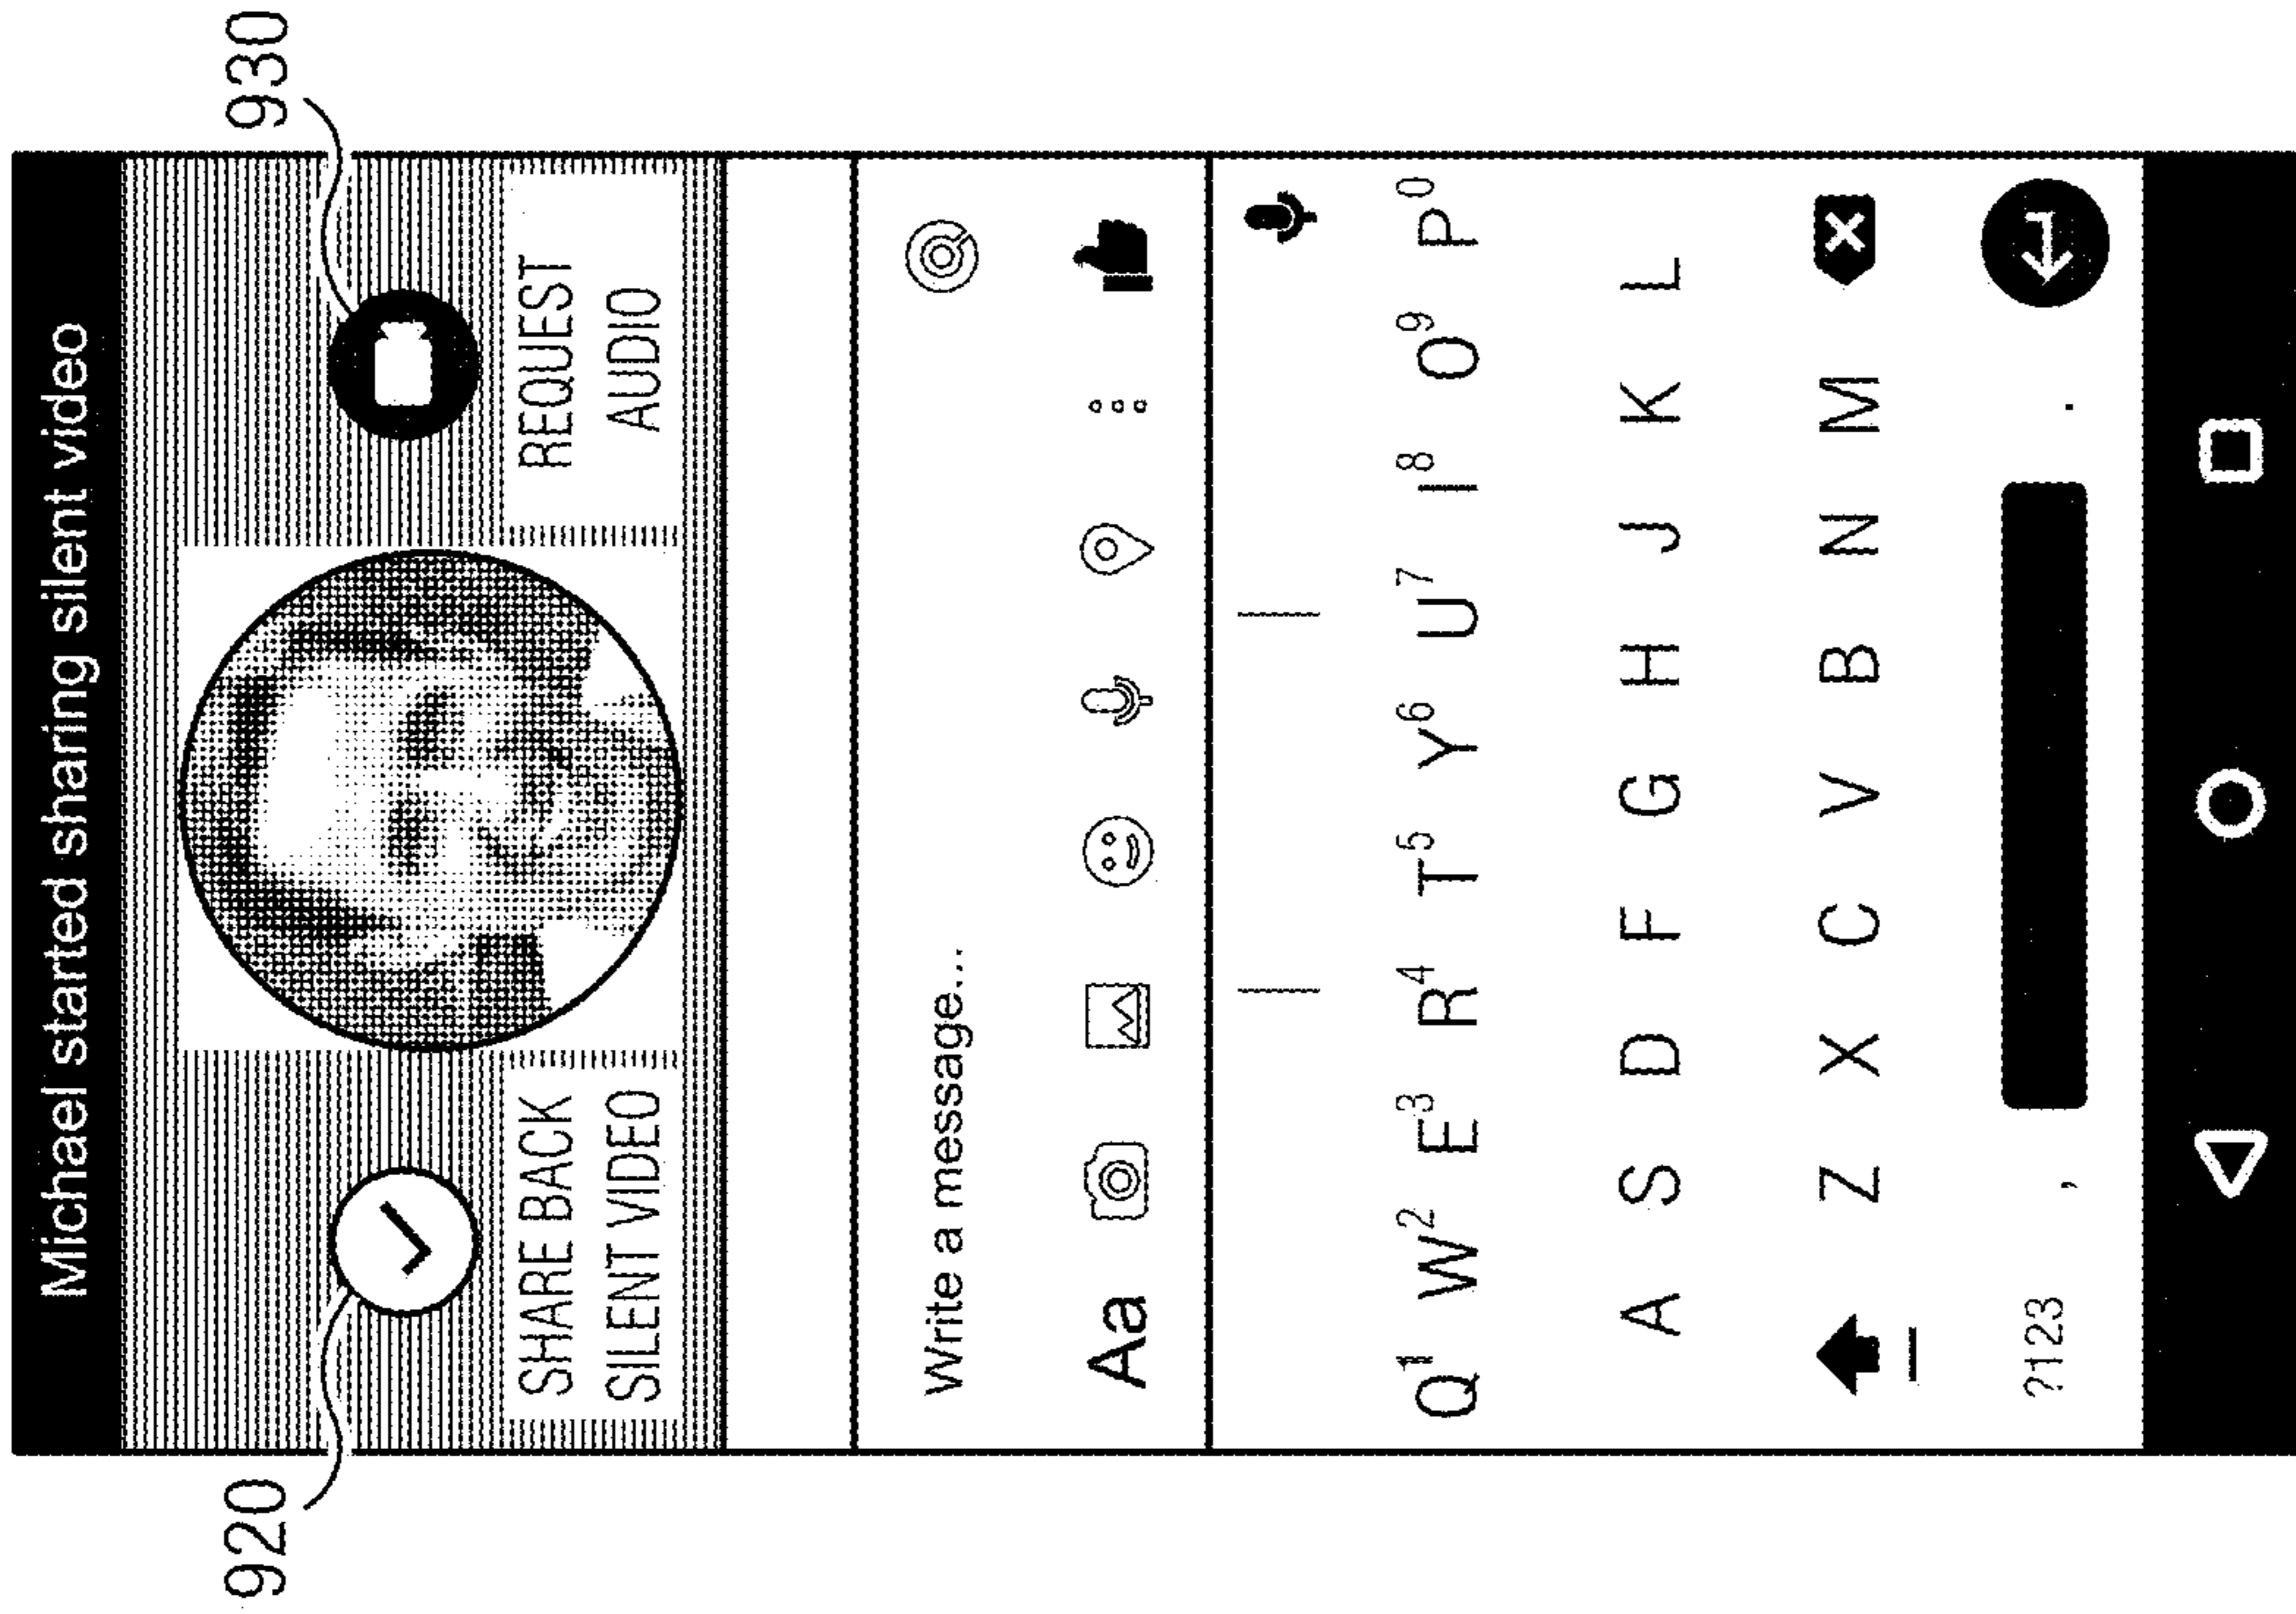 Michael started sharing silent video
920
930
SHARE BACK
SILENT VIDEO
REQUEST
AUDIO
Write a message...
Aa
Q1 W2 E3 R4 T5 Y6 U7 I8 O9 P0
A S D F G H J K L
Z X C V B N M
?123 , .